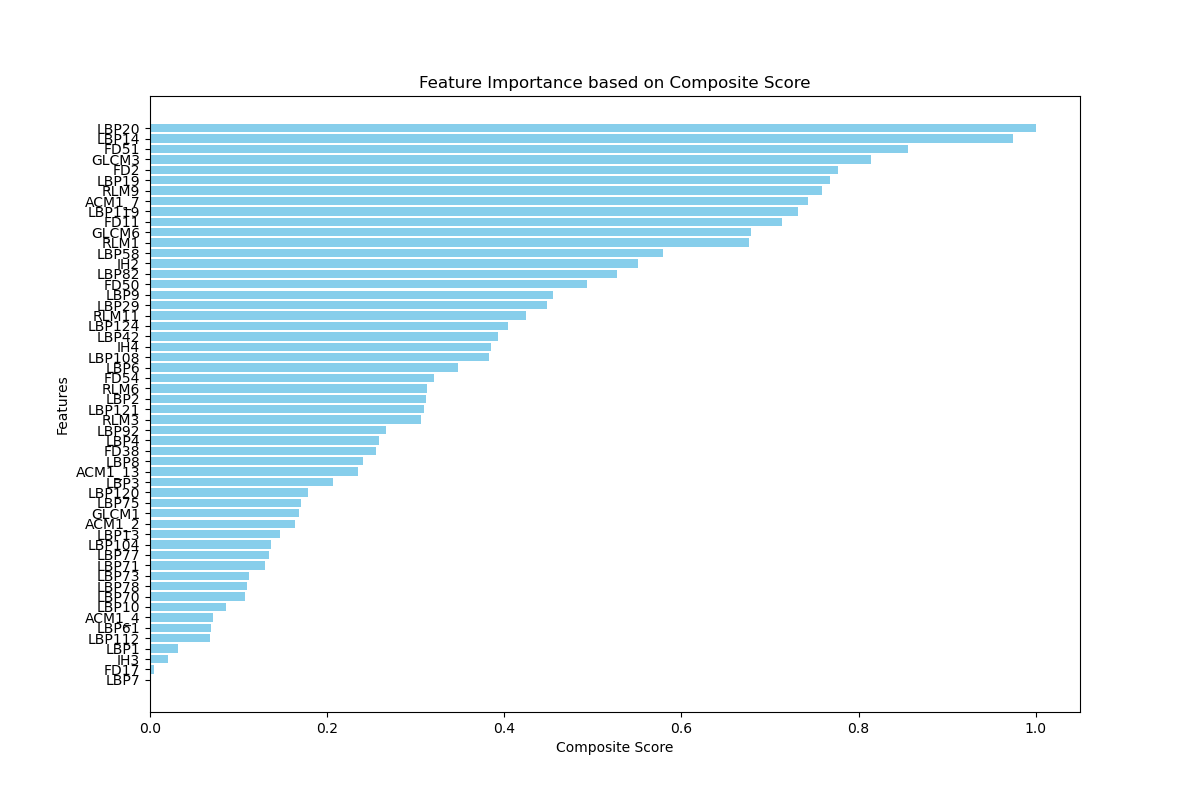 Feature Importance based on Composite Score
LBP20
LBP14
FD51
GLCM3
FD2
LBP19
RLM9
ACM1_7
LBP119
FD11
GLCM6
RLM1
LBP58
IH2
LBP82
FD50
LBP9
LBP29
RLM11
LBP124
LBP42
IH4
LBP108
LBP6
FD54
RLM6
LBP2
LBP121
RLM3
LBP92
LBP4
FD38
LBP8
ACM1_13
LBP3
LBP120
LBP75
GLCM1
ACM1_2
LBP13
LBP104
LBP77
LBP71
LBP73
LBP78
LBP70
LBP10
ACM1_4
LBP61
LBP112
LBP1
IH3
FD17
LBP7
Features
0.0 0.2 0.4 0.6 0.8 1.0
Composite Score